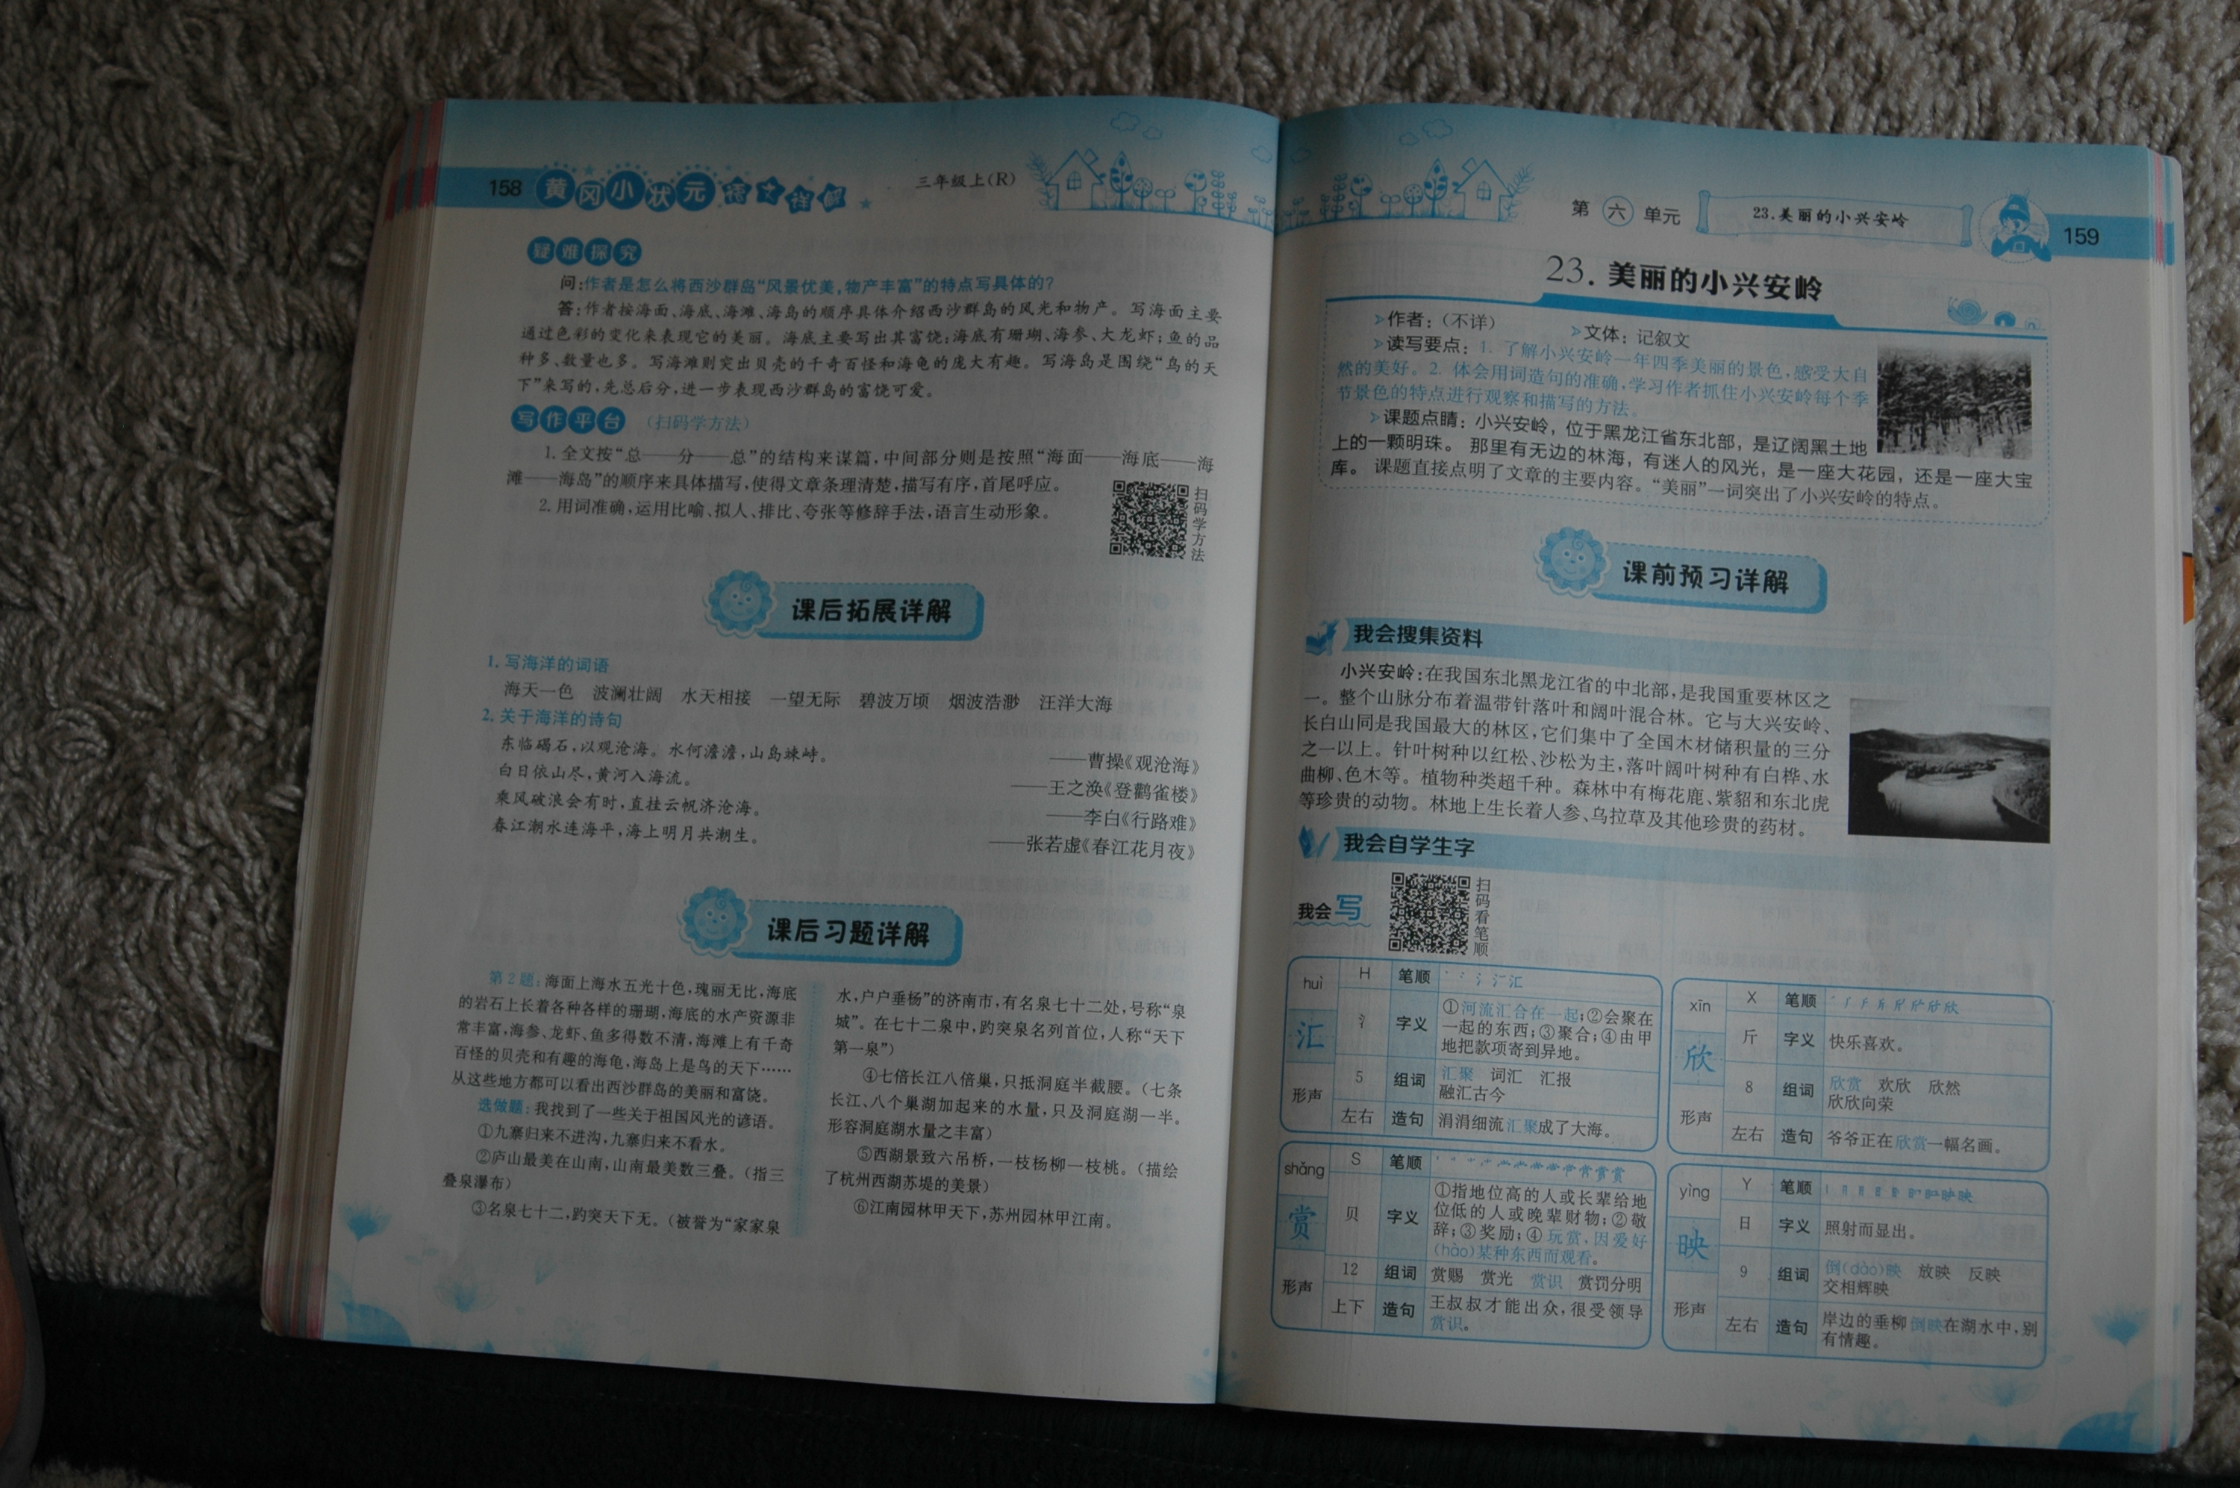 158 黄冈小状元
三年级上(R)
疑难探究
问:作者是怎么将西沙群岛“风景优美,物产丰富”的特点写具体的?
答:作者按海面、海底、海滩、海岛的顺序具体介绍西沙群岛的风光和物产。写海面主要
通过色彩的变化来表现它的美丽。海底主要写出其富饶:海底有珊瑚、海参、大龙虾;鱼的品
种多、数量也多。写海滩则突出贝壳的千奇百怪和海龟的庞大有趣。写海岛是围绕“鸟的天
下”来写的,先总后分,进一步表现西沙群岛的富饶可爱。
写作平台 (扫码学方法)
1. 全文按“总——分——总”的结构来谋篇,中间部分则是按照“海面——海底——海
滩——海岛”的顺序来具体描写,使得文章条理清楚,描写有序,首尾呼应。
2. 用词准确,运用比喻、拟人、排比、夸张等修辞手法,语言生动形象。
扫码学方法
课后拓展详解
1. 写海洋的词语
海天一色 波澜壮阔 水天相接 一望无际 碧波万顷 烟波浩渺 汪洋大海
2. 关于海洋的诗句
东临碣石,以观沧海。水何澹澹,山岛竦峙。 ——曹操《观沧海》
白日依山尽,黄河入海流。 ——王之涣《登鹳雀楼》
乘风破浪会有时,直挂云帆济沧海。 ——李白《行路难》
春江潮水连海平,海上明月共潮生。 ——张若虚《春江花月夜》
课后习题详解
第2题:海面上海水五光十色,瑰丽无比,海底
的岩石上长着各种各样的珊瑚,海底的水产资源非
常丰富,海参、龙虾、鱼多得数不清,海滩上有千奇
百怪的贝壳和有趣的海龟,海岛上是鸟的天下……
从这些地方都可以看出西沙群岛的美丽和富饶。
选做题:我找到了一些关于祖国风光的谚语。
①九寨归来不进沟,九寨归来不看水。
②庐山最美在山南,山南最美数三叠。(指三
叠泉瀑布)
③名泉七十二,趵突天下无。(被誉为“家家泉
水,户户垂杨”的济南市,有名泉七十二处,号称“泉
城”。在七十二泉中,趵突泉名列首位,人称“天下
第一泉”)
④七倍长江八倍巢,只抵洞庭半截腰。(七条
长江、八个巢湖加起来的水量,只及洞庭湖一半。
形容洞庭湖水量之丰富)
⑤西湖景致六吊桥,一枝杨柳一枝桃。(描绘
了杭州西湖苏堤的美景)
⑥江南园林甲天下,苏州园林甲江南。
第六单元 23.美丽的小兴安岭 159
23. 美丽的小兴安岭
作者:(不详) 文体:记叙文
读写要点:1. 了解小兴安岭一年四季美丽的景色,感受大自
然的美好。2. 体会用词造句的准确,学习作者抓住小兴安岭每个季
节景色的特点进行观察和描写的方法。
课题点睛:小兴安岭,位于黑龙江省东北部,是辽阔黑土地
上的一颗明珠。那里有无边的林海,有迷人的风光,是一座大花园,还是一座大宝
库。课题直接点明了文章的主要内容。“美丽”一词突出了小兴安岭的特点。
课前预习详解
我会搜集资料
小兴安岭:在我国东北黑龙江省的中北部,是我国重要林区之
一。整个山脉分布着温带针落叶和阔叶混合林。它与大兴安岭、
长白山同是我国最大的林区,它们集中了全国木材储积量的三分
之一以上。针叶树种以红松、沙松为主,落叶阔叶树种有白桦、水
曲柳、色木等。植物种类超千种。森林中有梅花鹿、紫貂和东北虎
等珍贵的动物。林地上生长着人参、乌拉草及其他珍贵的药材。
我会自学生字
我会写
扫码看笔顺
huì 汇 形声 H 氵 5 左右
笔顺
字义 ①河流汇合在一起;②会聚在
一起的东西;③聚合;④由甲
地把款项寄到异地。
组词 汇聚 词汇 汇报
融汇古今
造句 涓涓细流汇聚成了大海。
xīn 欣 形声 X 斤 8 左右
笔顺
字义 快乐喜欢。
组词 欣赏 欢欣 欣然
欣欣向荣
造句 爷爷正在欣赏一幅名画。
shǎng 赏 形声 S 贝 12 上下
笔顺
字义 ①指地位高的人或长辈给地
位低的人或晚辈财物;②敬
辞;③奖励;④玩赏,因爱好
(hào)某种东西而观看。
组词 赏赐 赏光 赏识 赏罚分明
造句 王叔叔才能出众,很受领导
赏识。
yìng 映 形声 Y 日 9 左右
笔顺
字义 照射而显出。
组词 倒(dào)映 放映 反映
交相辉映
造句 岸边的垂柳倒映在湖水中,别
有情趣。